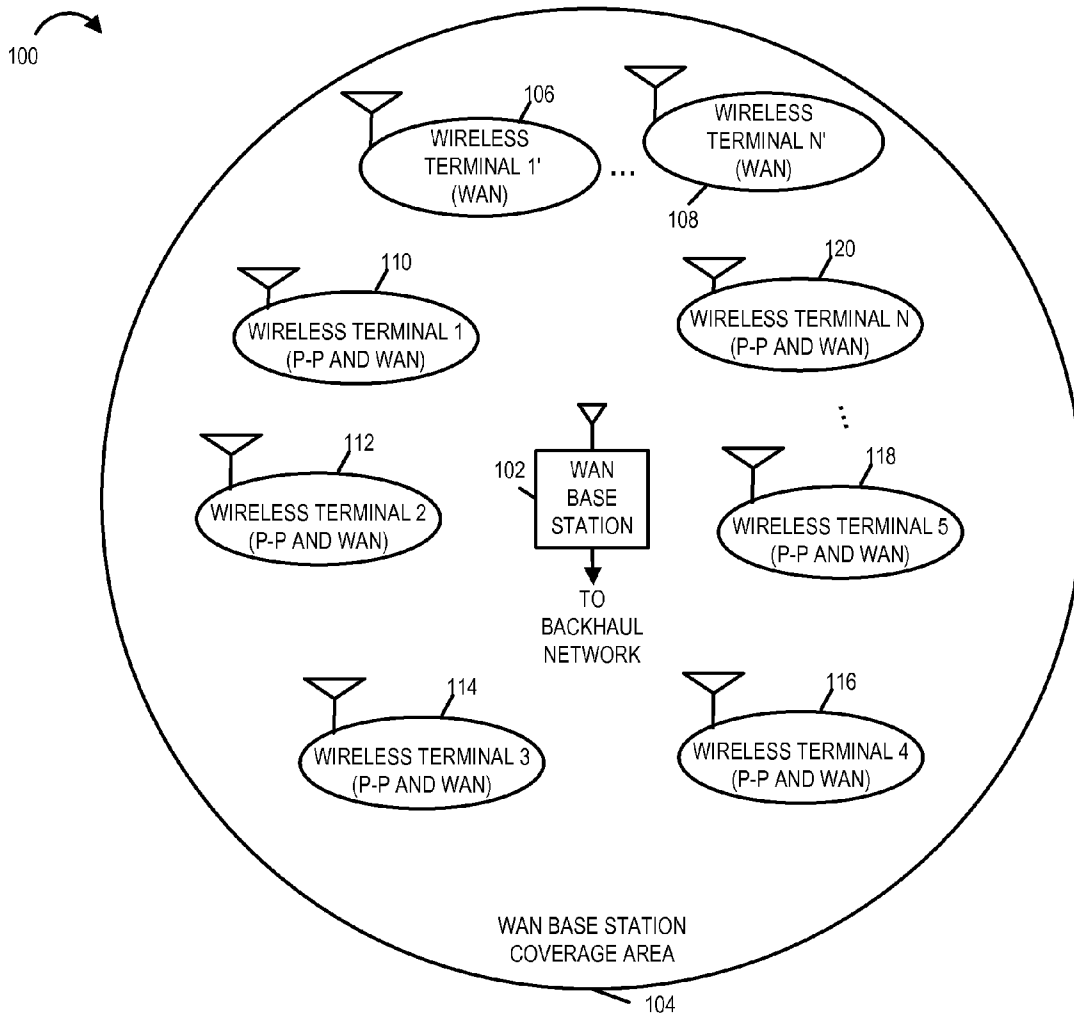 100
106
WIRELESS
TERMINAL 1'
(WAN)
...
WIRELESS
TERMINAL N'
(WAN)
108
110
WIRELESS TERMINAL 1
(P-P AND WAN)
120
WIRELESS TERMINAL N
(P-P AND WAN)
...
112
WIRELESS TERMINAL 2
(P-P AND WAN)
102
WAN
BASE
STATION
TO
BACKHAUL
NETWORK
118
WIRELESS TERMINAL 5
(P-P AND WAN)
114
WIRELESS TERMINAL 3
(P-P AND WAN)
116
WIRELESS TERMINAL 4
(P-P AND WAN)
WAN BASE STATION
COVERAGE AREA
104